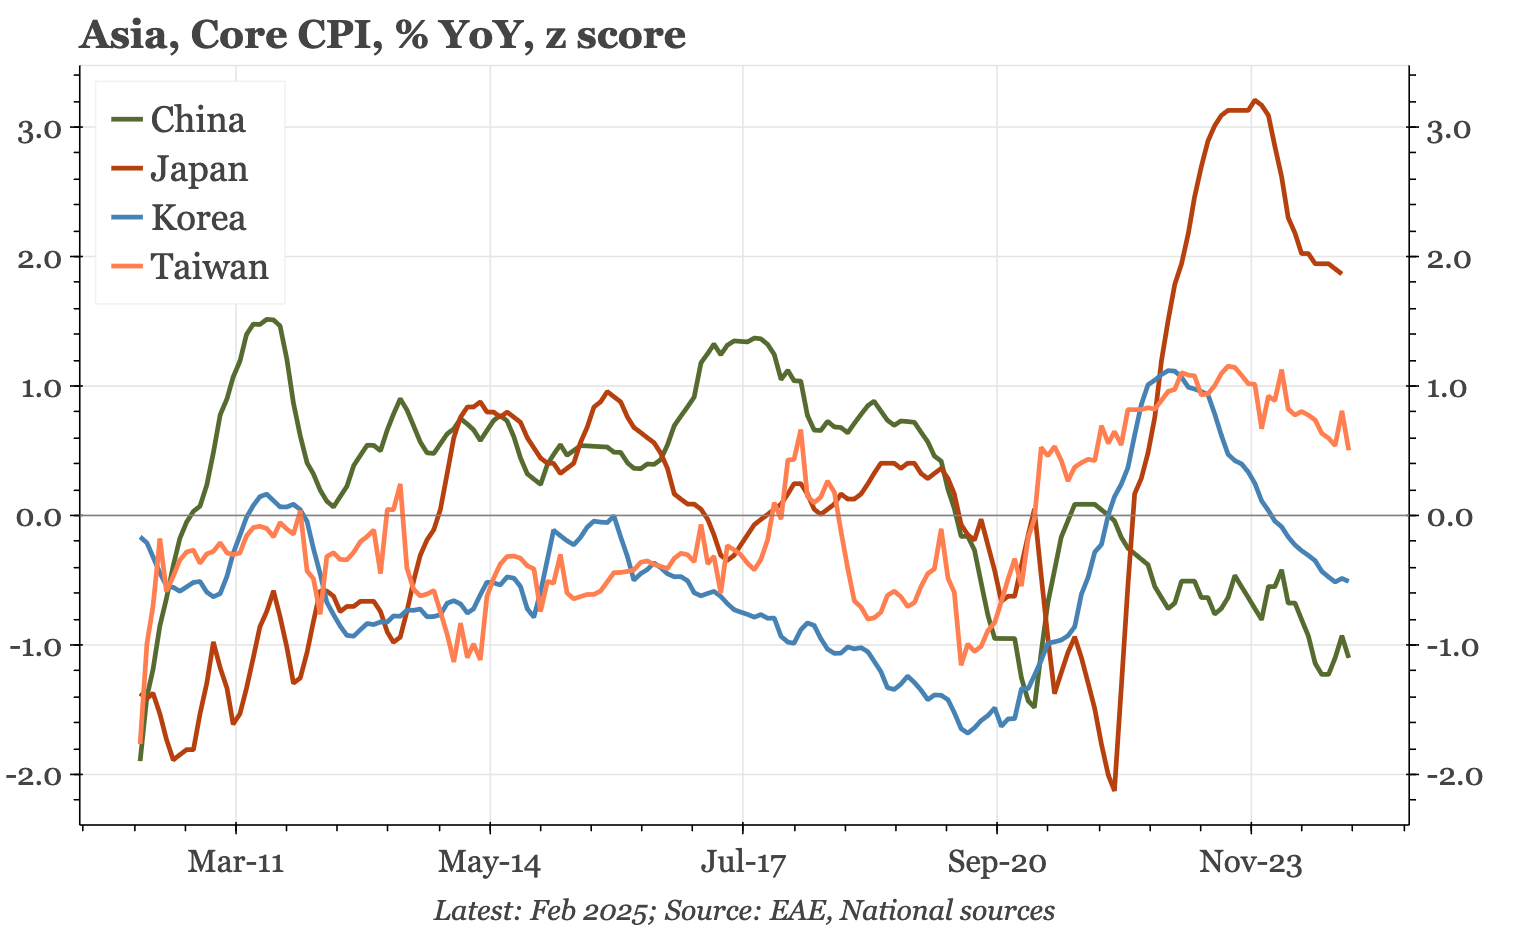 Asia, Core CPI, % YoY, z score
China
Japan
Korea
Taiwan
3.0 3.0
2.0 2.0
1.0 1.0
0.0 0.0
-1.0 -1.0
-2.0 -2.0
Mar-11 May-14 Jul-17 Sep-20 Nov-23
Latest: Feb 2025; Source: EAE, National sources